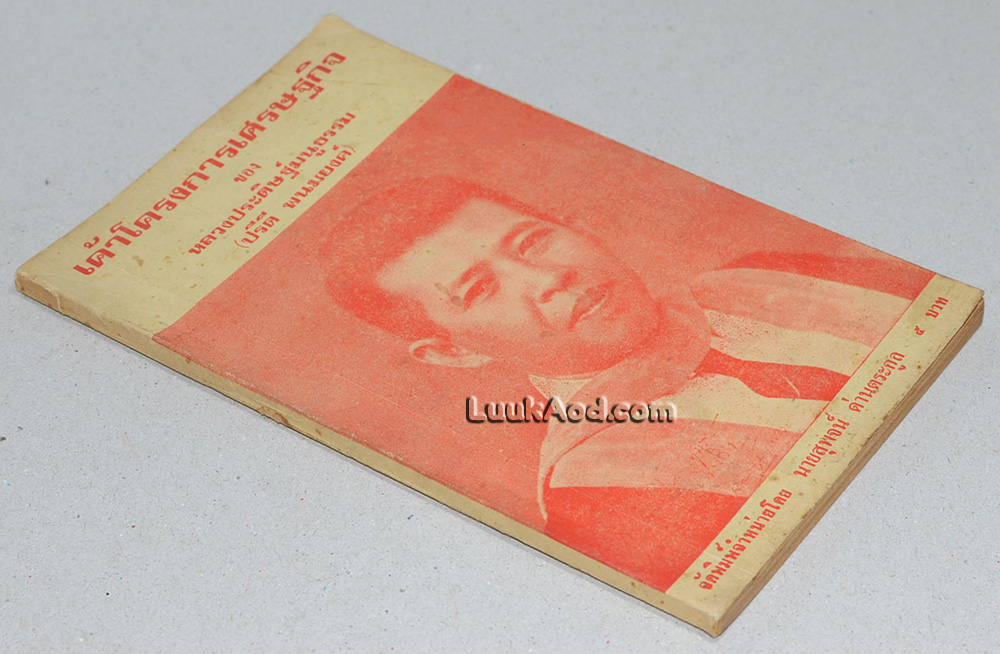 เค้าโครงการเศรษฐกิจ
ของ
หลวงประดิษฐ์มนูธรรม
(ปรีดี พนมยงค์)
LuukAod.com
จัดพิมพ์จำหน่ายโดย นายสุพจน์ ด่านตระกูล ๕ บาท